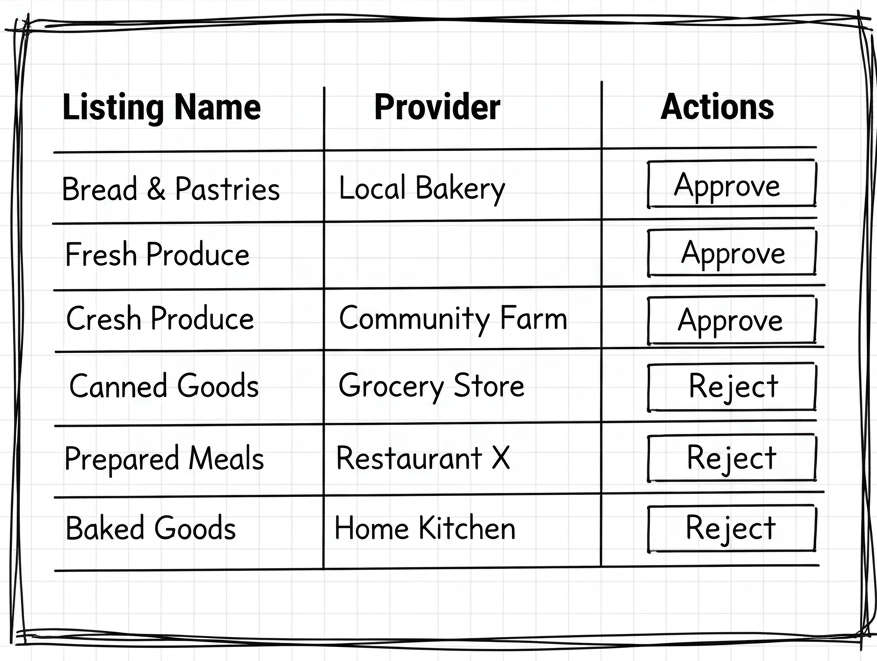 Listing Name Provider Actions
Bread & Pastries Local Bakery Approve
Fresh Produce Approve
Cresh Produce Community Farm Approve
Canned Goods Grocery Store Reject
Prepared Meals Restaurant X Reject
Baked Goods Home Kitchen Reject